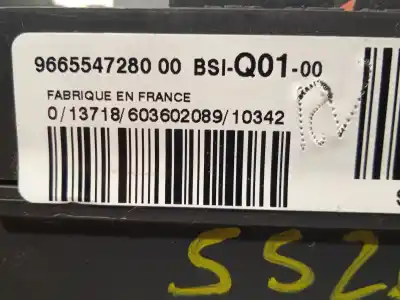 9665547280 00 BSI-Q01-00
FABRIQUE EN FRANCE
0/13718/603602089/10342